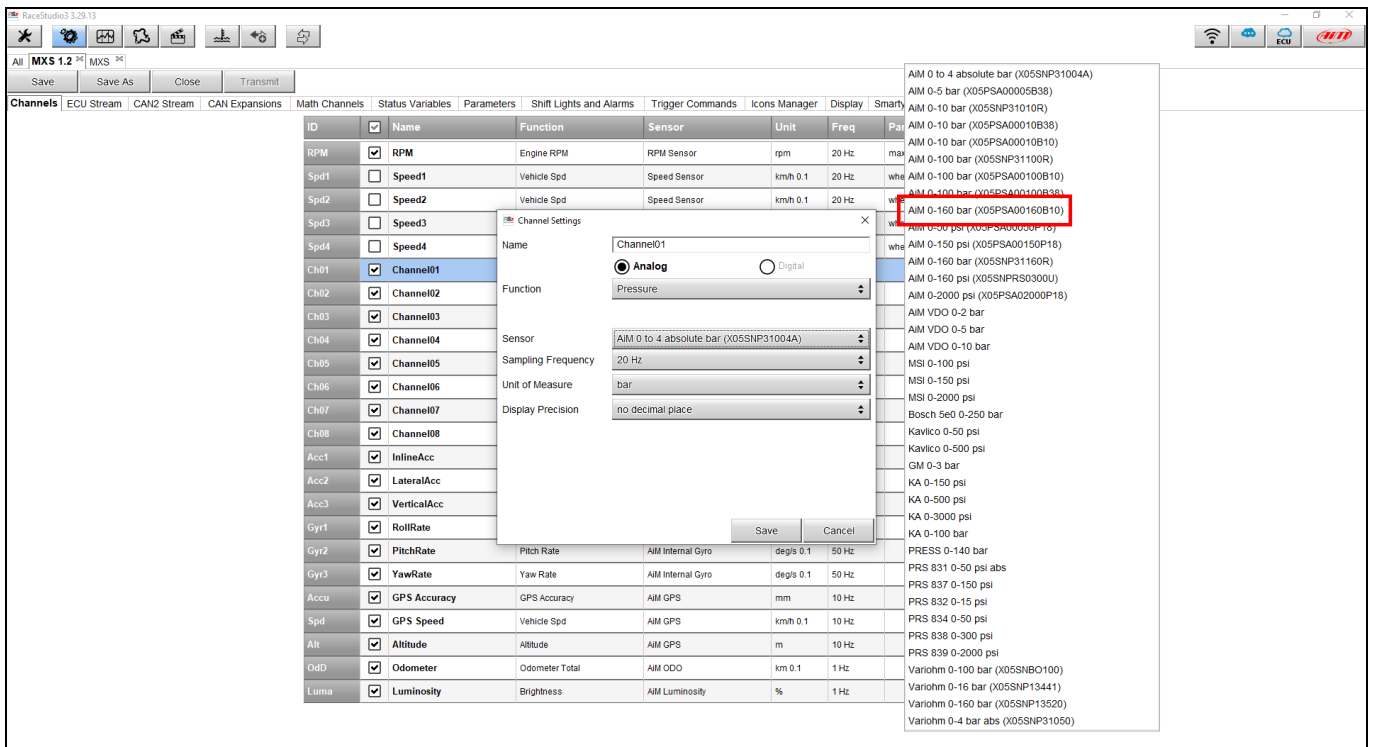 RaceStudio3 3.29.13
ECU
AiM
All MXS 1.2 MXS
Save Save As Close Transmit
Channels ECU Stream CAN2 Stream CAN Expansions Math Channels Status Variables Parameters Shift Lights and Alarms Trigger Commands Icons Manager Display Smarty
ID Name Function Sensor Unit Freq
RPM RPM Engine RPM RPM Sensor rpm 20 Hz
Spd1 Speed1 Vehicle Spd Speed Sensor km/h 0.1 20 Hz
Spd2 Speed2 Vehicle Spd Speed Sensor km/h 0.1 20 Hz
Spd3 Speed3
Spd4 Speed4
Ch01 Channel01
Ch02 Channel02
Ch03 Channel03
Ch04 Channel04
Ch05 Channel05
Ch06 Channel06
Ch07 Channel07
Ch08 Channel08
Acc1 InlineAcc
Acc2 LateralAcc
Acc3 VerticalAcc
Gyr1 RollRate
Gyr2 PitchRate Pitch Rate AiM Internal Gyro deg/s 0.1 50 Hz
Gyr3 YawRate Yaw Rate AiM Internal Gyro deg/s 0.1 50 Hz
Accu GPS Accuracy GPS Accuracy AiM GPS mm 10 Hz
Spd GPS Speed Vehicle Spd AiM GPS km/h 0.1 10 Hz
Alt Altitude Altitude AiM GPS m 10 Hz
OdD Odometer Odometer Total AiM ODO km 0.1 1 Hz
Luma Luminosity Brightness AiM Luminosity % 1 Hz
Channel Settings
Name Channel01
Analog Digital
Function Pressure
Sensor AiM 0 to 4 absolute bar (X05SNP31004A)
Sampling Frequency 20 Hz
Unit of Measure bar
Display Precision no decimal place
Save Cancel
AiM 0 to 4 absolute bar (X05SNP31004A)
AiM 0-5 bar (X05PSA00005B38)
AiM 0-10 bar (X05SNP31010R)
AiM 0-10 bar (X05PSA00010B38)
AiM 0-10 bar (X05PSA00010B10)
AiM 0-100 bar (X05SNP31100R)
AiM 0-100 bar (X05PSA00100B10)
AiM 0-100 bar (X05PSA00100B38)
AiM 0-160 bar (X05PSA00160B10)
AiM 0-50 psi (X05PSA00050P18)
AiM 0-150 psi (X05PSA00150P18)
AiM 0-160 bar (X05SNP31160R)
AiM 0-160 psi (X05SNPRS0300U)
AiM 0-2000 psi (X05PSA02000P18)
AiM VDO 0-2 bar
AiM VDO 0-5 bar
AiM VDO 0-10 bar
MSI 0-100 psi
MSI 0-150 psi
MSI 0-2000 psi
Bosch 5e0 0-250 bar
Kavlico 0-50 psi
Kavlico 0-500 psi
GM 0-3 bar
KA 0-150 psi
KA 0-500 psi
KA 0-3000 psi
KA 0-100 bar
PRESS 0-140 bar
PRS 831 0-50 psi abs
PRS 837 0-150 psi
PRS 832 0-15 psi
PRS 834 0-50 psi
PRS 838 0-300 psi
PRS 839 0-2000 psi
Variohm 0-100 bar (X05SNBO100)
Variohm 0-16 bar (X05SNP13441)
Variohm 0-160 bar (X05SNP13520)
Variohm 0-4 bar abs (X05SNP31050)